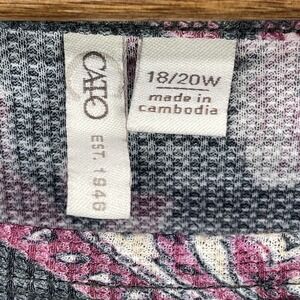 CATO
EST. 1946
18/20W
made in
cambodia